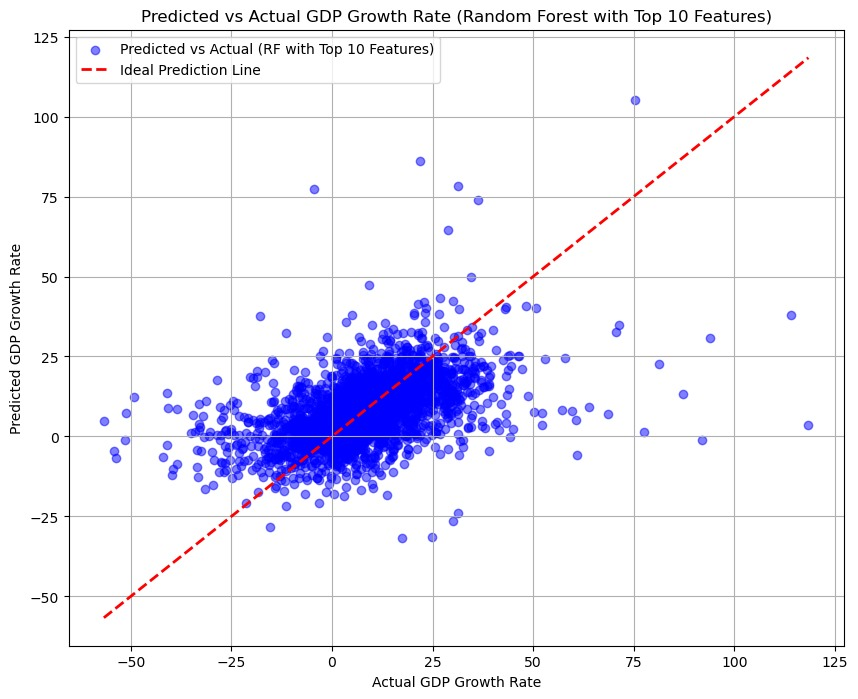 Predicted vs Actual GDP Growth Rate (Random Forest with Top 10 Features)
Predicted vs Actual (RF with Top 10 Features)
Ideal Prediction Line
125
100
75
50
25
0
−25
−50
Predicted GDP Growth Rate
−50 −25 0 25 50 75 100 125
Actual GDP Growth Rate